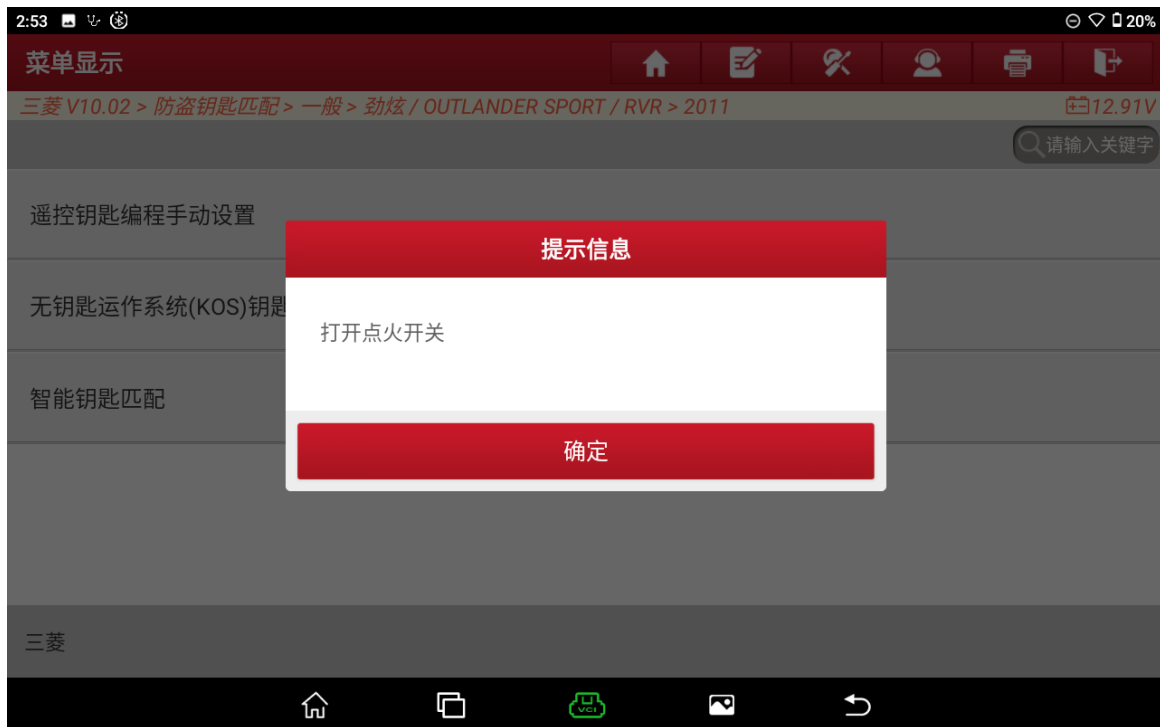 2:53
20%
菜单显示
三菱 V10.02 > 防盗钥匙匹配 > 一般 > 劲炫 / OUTLANDER SPORT / RVR > 2011
12.91V
请输入关键字
遥控钥匙编程手动设置
提示信息
无钥匙运作系统(KOS)钥匙
打开点火开关
智能钥匙匹配
确定
三菱
VCI